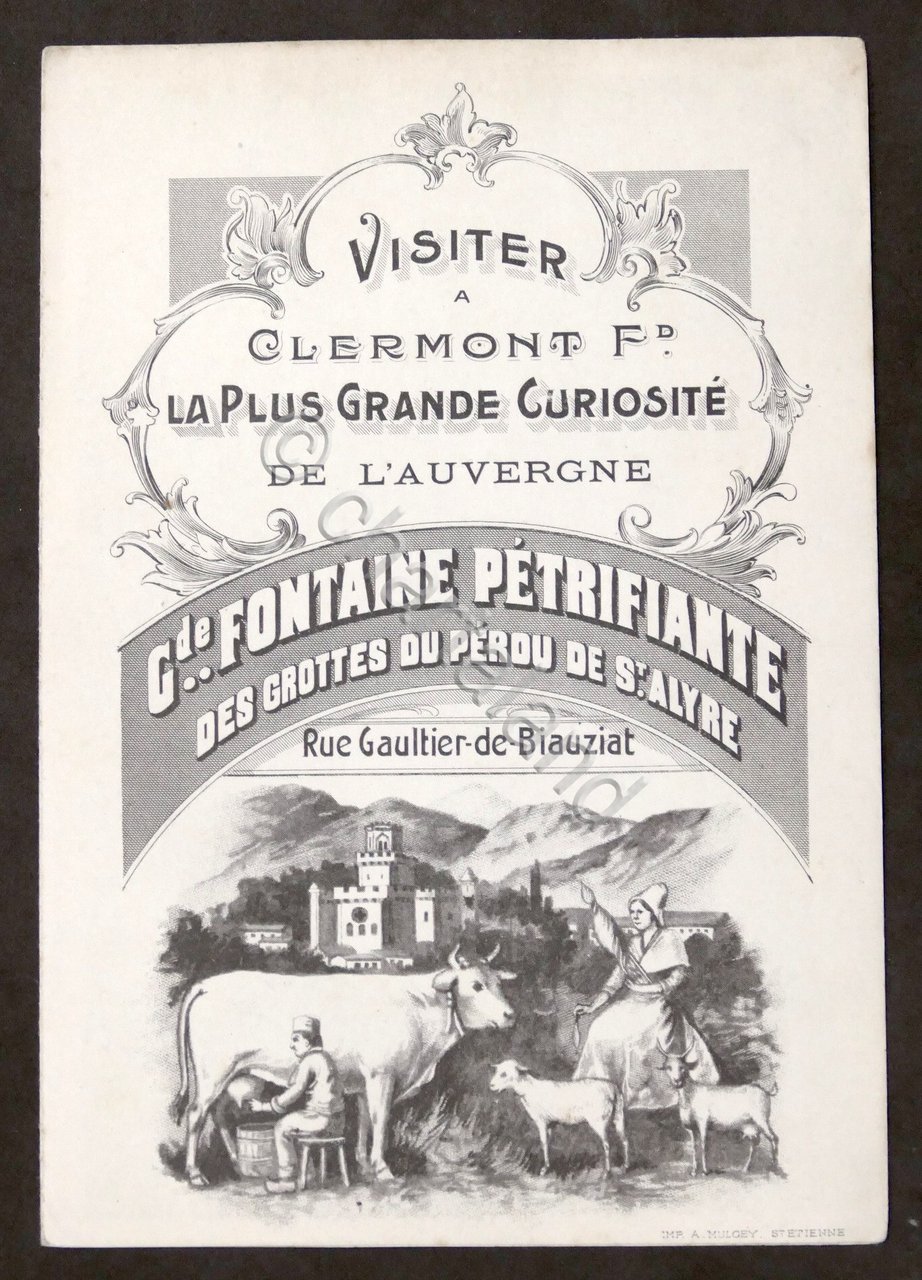 VISITER
A
CLERMONT FD.
LA PLUS GRANDE CURIOSITÉ
DE L'AUVERGNE
Gde.. FONTAINE PÉTRIFIANTE
DES GROTTES DU PÉROU DE ST. ALYRE
Rue Gaultier-de-Biauziat
© chartaland
IMP. A. MULCEY. ST ETIENNE